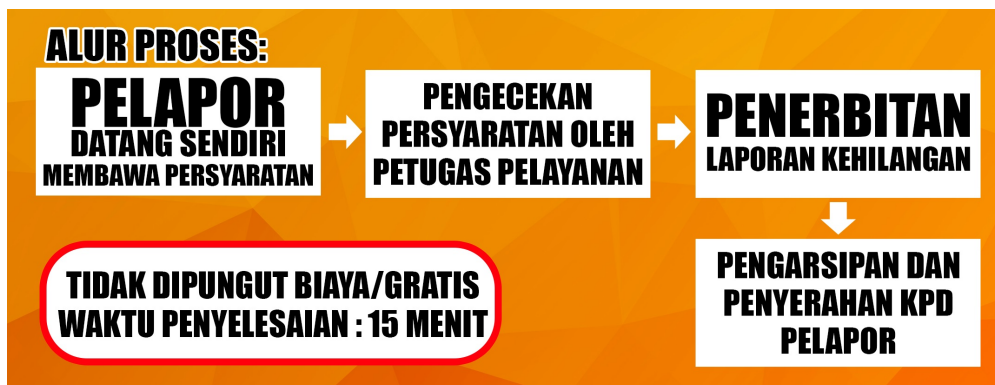 ALUR PROSES:
PELAPOR
DATANG SENDIRI
MEMBAWA PERSYARATAN
PENGECEKAN
PERSYARATAN OLEH
PETUGAS PELAYANAN
PENERBITAN
LAPORAN KEHILANGAN
PENGARSIPAN DAN
PENYERAHAN KPD
PELAPOR
TIDAK DIPUNGUT BIAYA/GRATIS
WAKTU PENYELESAIAN : 15 MENIT